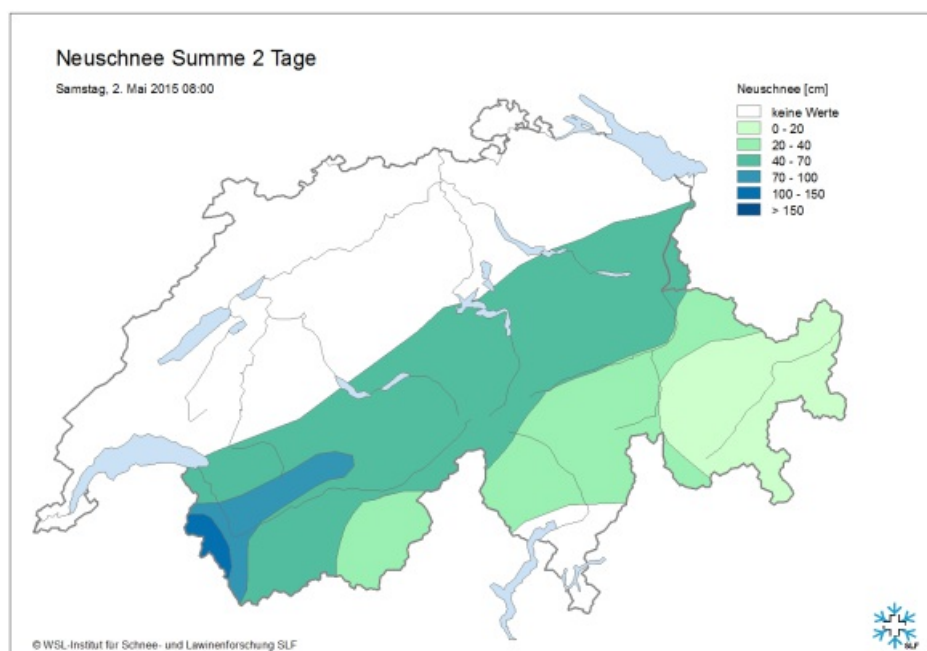 Neuschnee Summe 2 Tage
Samstag, 2. Mai 2015 08:00
Neuschnee [cm]
keine Werte
0 - 20
20 - 40
40 - 70
70 - 100
100 - 150
> 150
© WSL-Institut für Schnee- und Lawinenforschung SLF
SLF